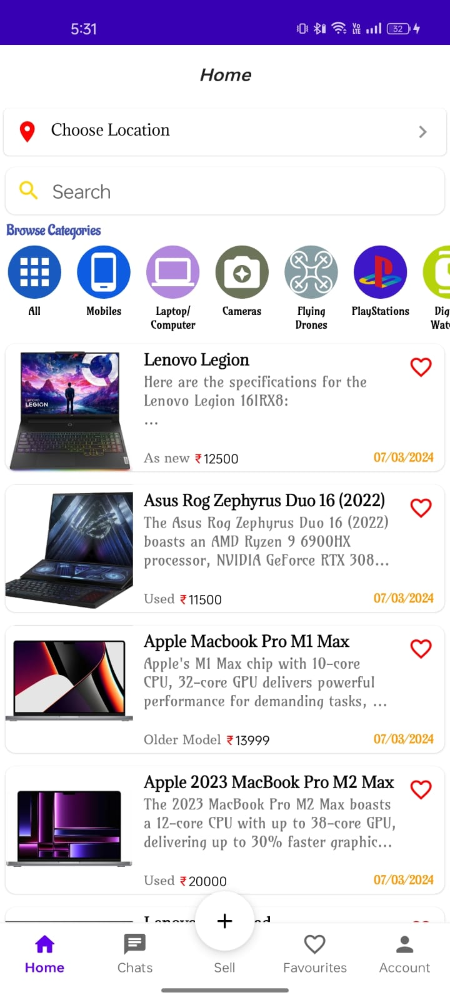 5:31
Vo
LTE
32
Home
Choose Location
Search
Browse Categories
All
Mobiles
Laptop/
Computer
Cameras
Flying
Drones
PlayStations
Dig
Wat
Lenovo
LEGION
Lenovo Legion
Here are the specifications for the
Lenovo Legion 16IRX8:
...
As new ₹12500
07/03/2024
Asus Rog Zephyrus Duo 16 (2022)
The Asus Rog Zephyrus Duo 16 (2022)
boasts an AMD Ryzen 9 6900HX
processor, NVIDIA GeForce RTX 308...
Used ₹11500
07/03/2024
Apple Macbook Pro M1 Max
Apple's M1 Max chip with 10-core
CPU, 32-core GPU delivers powerful
performance for demanding tasks, ...
Older Model ₹13999
07/03/2024
Apple 2023 MacBook Pro M2 Max
The 2023 MacBook Pro M2 Max boasts
a 12-core CPU with up to 38-core GPU,
delivering up to 30% faster graphic...
Used ₹20000
07/03/2024
Home
Chats
Sell
Favourites
Account